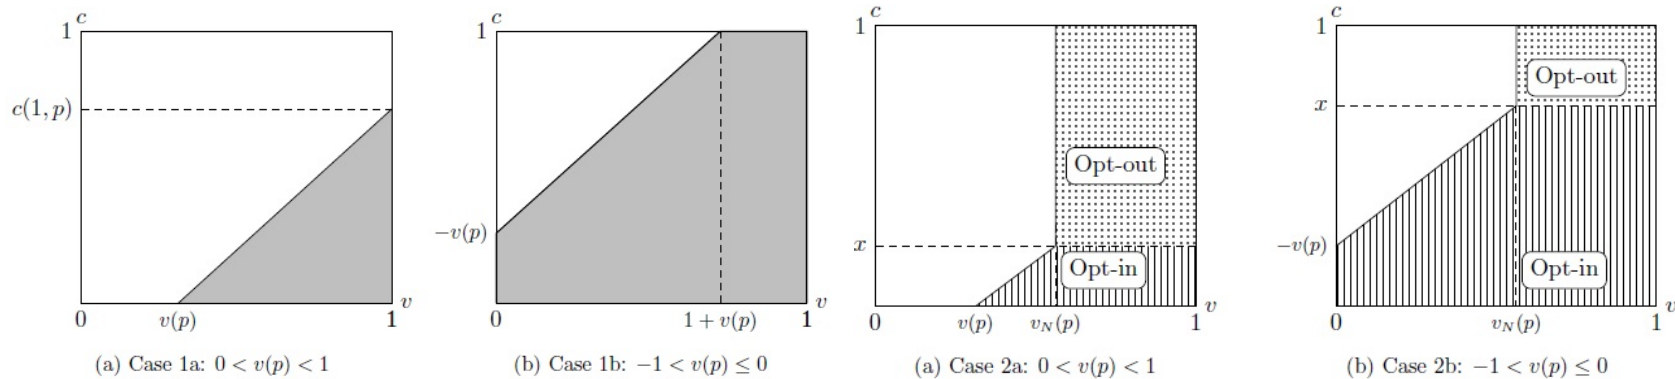 c
1
c(1, p)
0
v(p)
1
v
(a) Case 1a: 0 < v(p) < 1
c
1
−v(p)
0
1 + v(p)
1
v
(b) Case 1b: −1 < v(p) ≤ 0
c
1
Opt-out
x
Opt-in
0
v(p)
v_N(p)
1
v
(a) Case 2a: 0 < v(p) < 1
c
1
Opt-out
x
−v(p)
Opt-in
0
v_N(p)
1
v
(b) Case 2b: −1 < v(p) ≤ 0